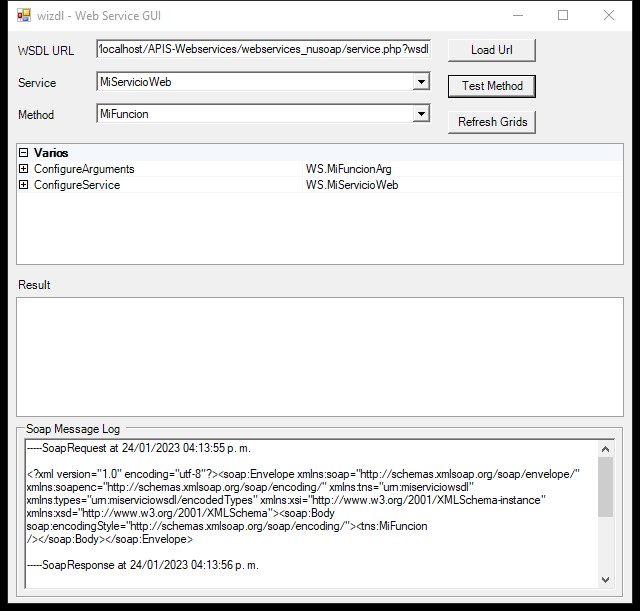 wizdl - Web Service GUI
WSDL URL
localhost/APIS-Webservices/webservices_nusoap/service.php?wsdl
Load Url
Service
MiServicioWeb
Test Method
Method
MiFuncion
Refresh Grids
Varios
ConfigureArguments WS.MiFuncionArg
ConfigureService WS.MiServicioWeb
Result
Soap Message Log
-----SoapRequest at 24/01/2023 04:13:55 p. m.
<?xml version="1.0" encoding="utf-8"?><soap:Envelope xmlns:soap="http://schemas.xmlsoap.org/soap/envelope/"
xmlns:soapenc="http://schemas.xmlsoap.org/soap/encoding/" xmlns:tns="urn:miserviciowsdl"
xmlns:types="urn:miserviciowsdl/encodedTypes" xmlns:xsi="http://www.w3.org/2001/XMLSchema-instance"
xmlns:xsd="http://www.w3.org/2001/XMLSchema"><soap:Body
soap:encodingStyle="http://schemas.xmlsoap.org/soap/encoding/"><tns:MiFuncion
/></soap:Body></soap:Envelope>
-----SoapResponse at 24/01/2023 04:13:56 p. m.